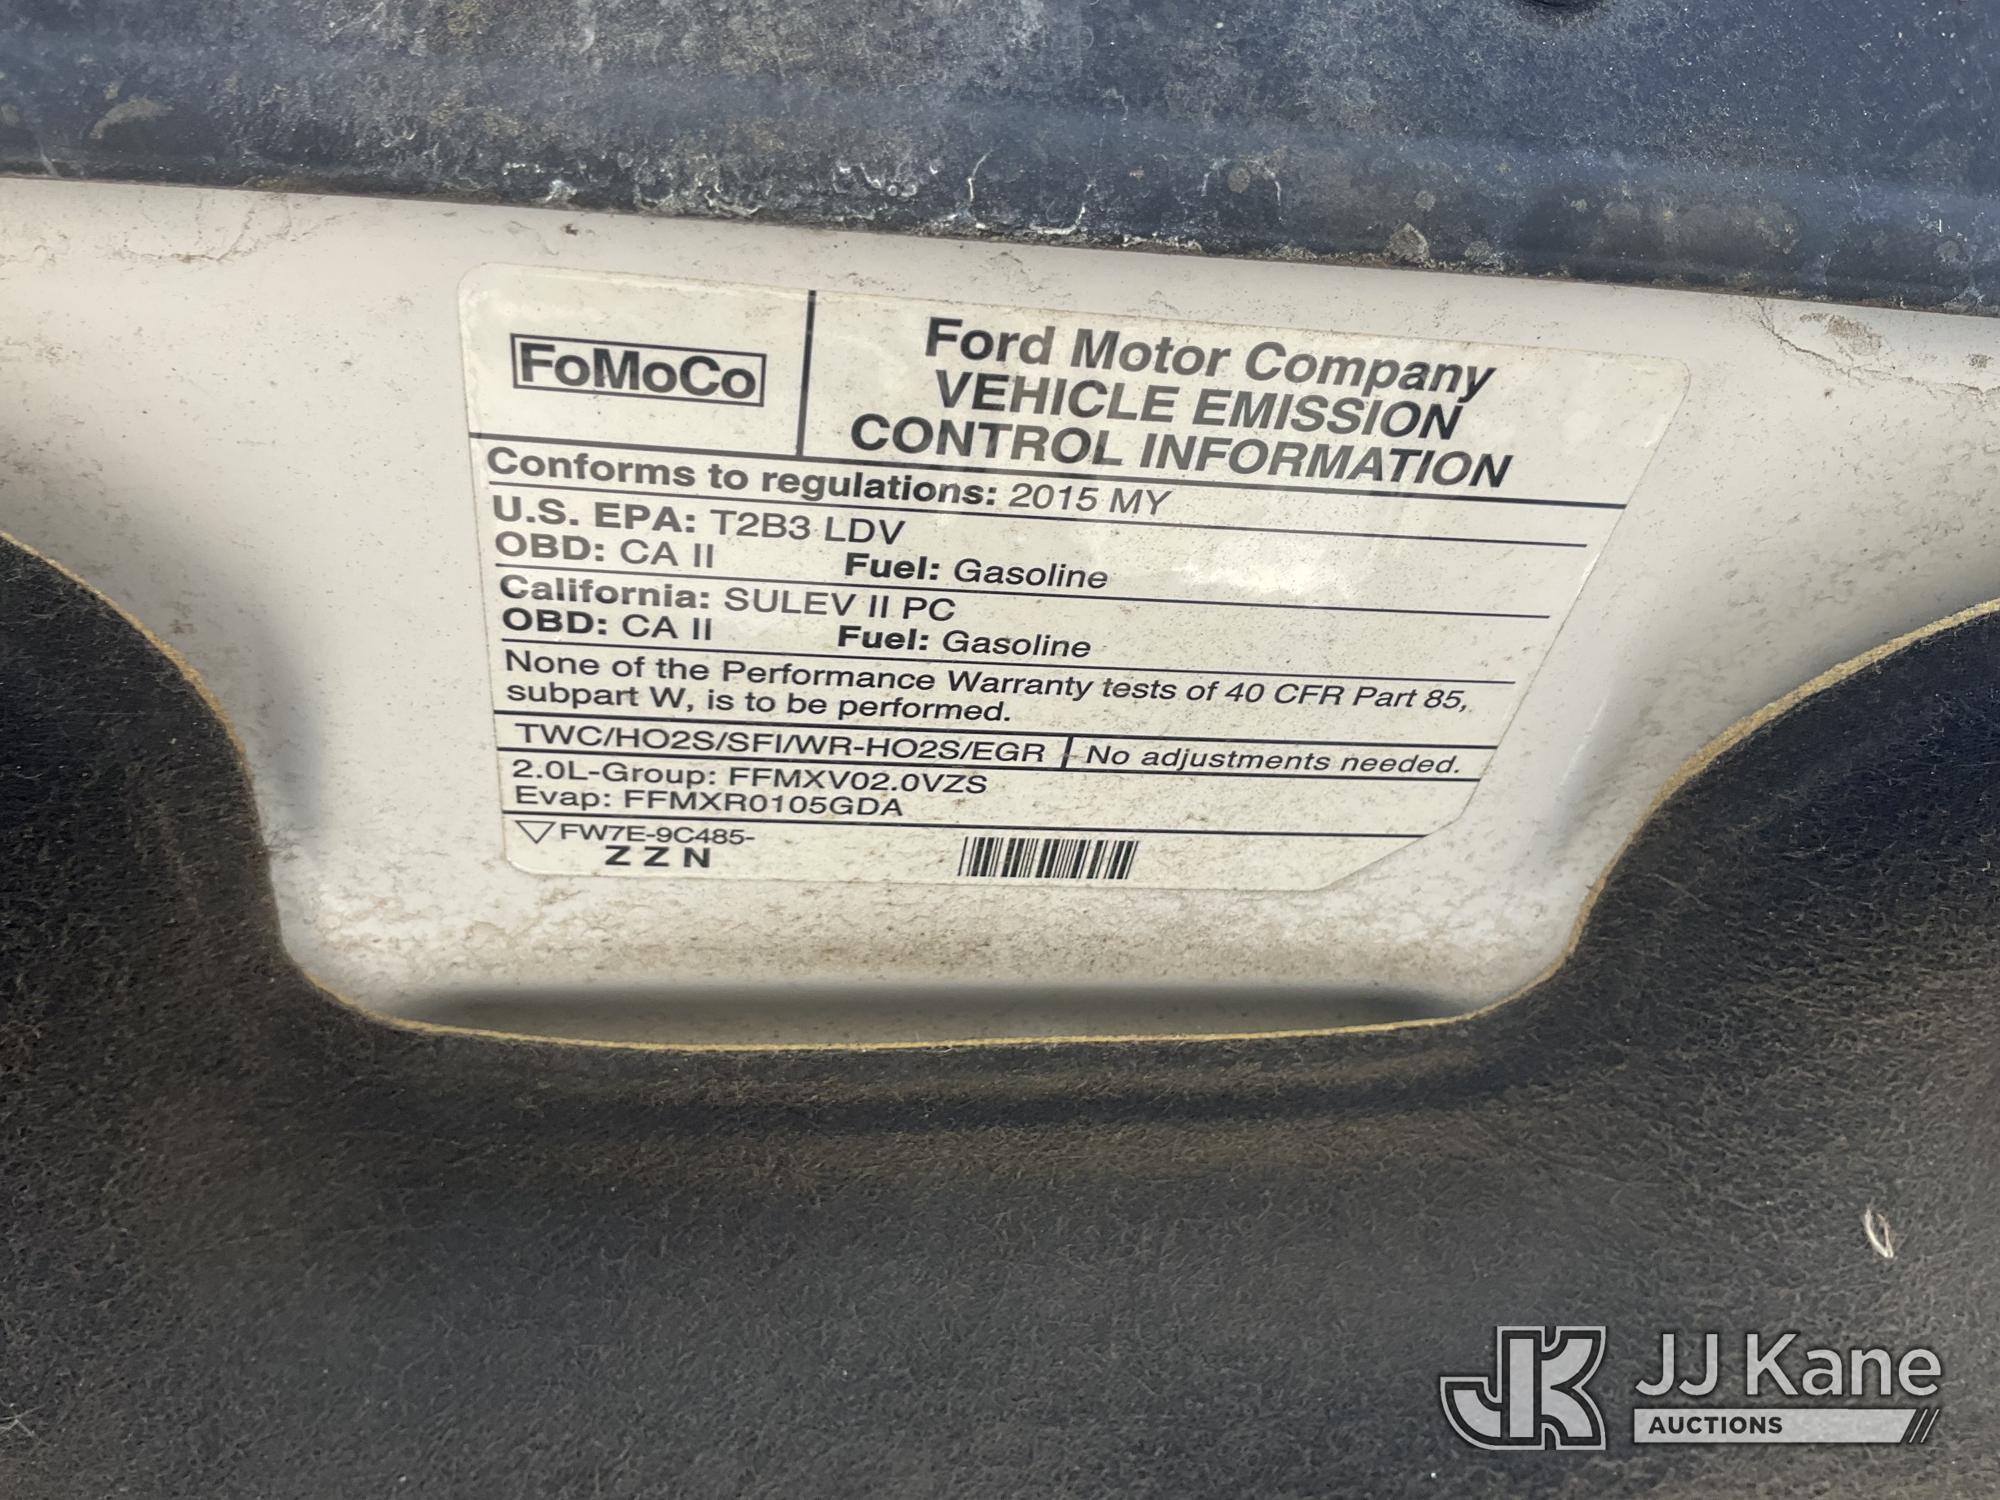 FoMoCo
Ford Motor Company
VEHICLE EMISSION
CONTROL INFORMATION
Conforms to regulations: 2015 MY
U.S. EPA: T2B3 LDV
OBD: CA II Fuel: Gasoline
California: SULEV II PC
OBD: CA II Fuel: Gasoline
None of the Performance Warranty tests of 40 CFR Part 85,
subpart W, is to be performed.
TWC/HO2S/SFI/WR-HO2S/EGR No adjustments needed.
2.0L-Group: FFMXV02.0VZS
Evap: FFMXR0105GDA
FW7E-9C485-
Z Z N
JK JJ Kane
AUCTIONS